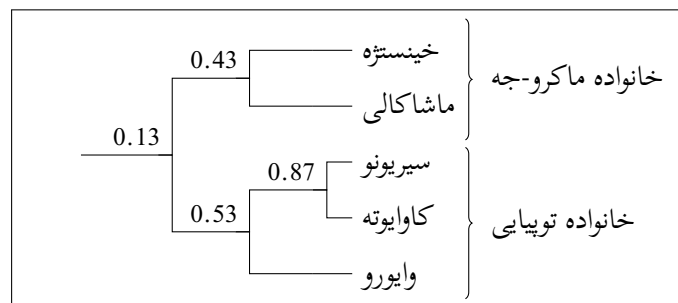 0.43
خینستژه
ماشاکالی
خانواده ماکرو-جه
0.13
سیریونو
0.87
کاوایوته
0.53
وایورو
خانواده توپیایی